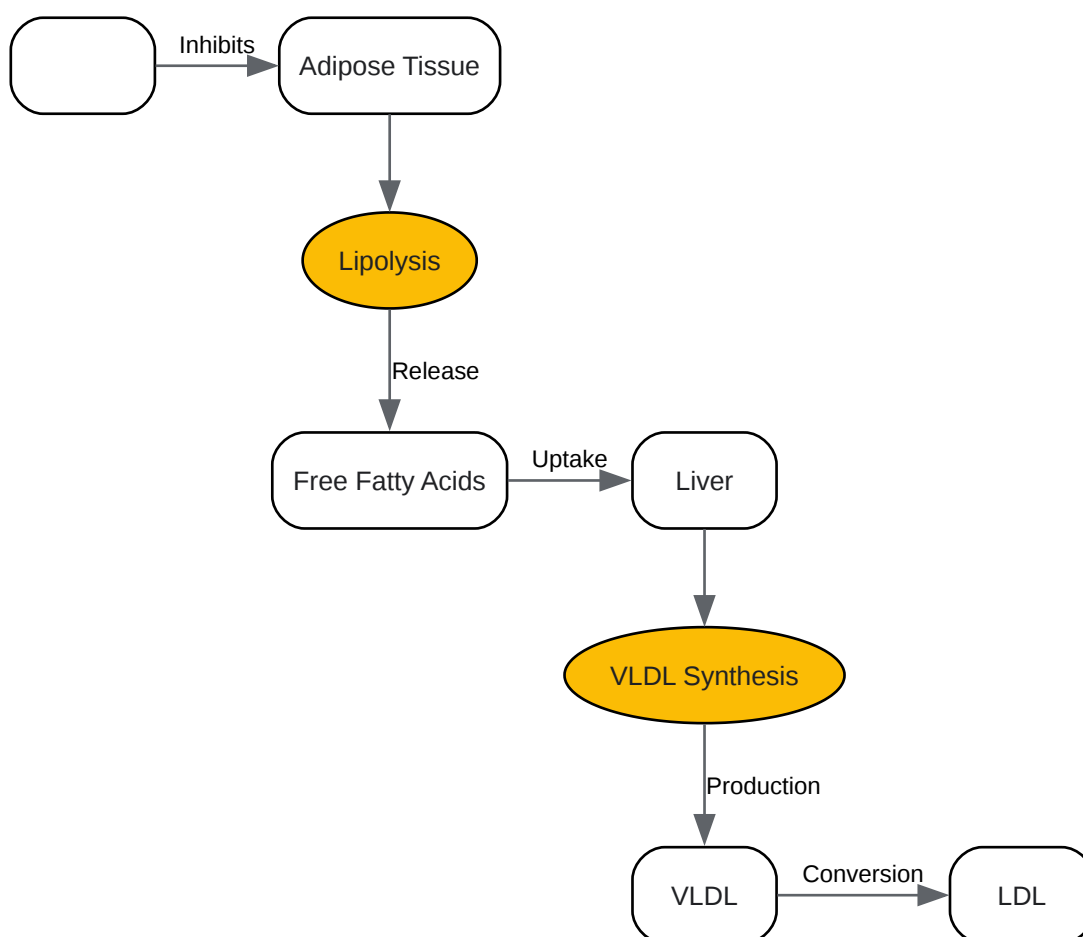 Inhibits
Adipose Tissue
Lipolysis
Release
Free Fatty Acids
Uptake
Liver
VLDL Synthesis
Production
VLDL
Conversion
LDL